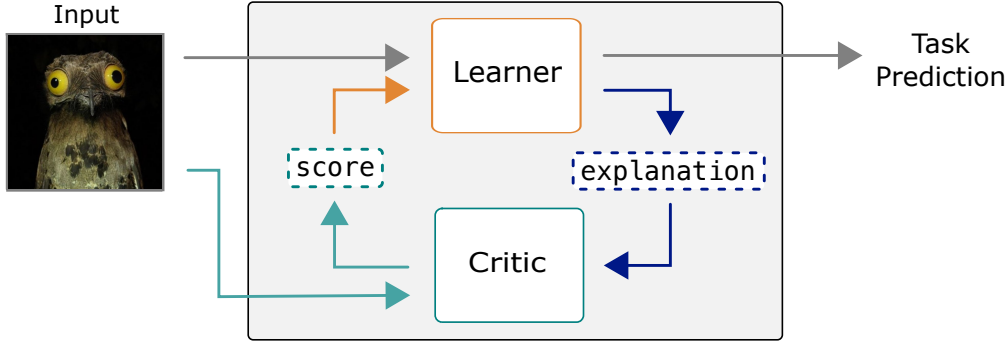 Input
Learner
Task
Prediction
score
explanation
Critic